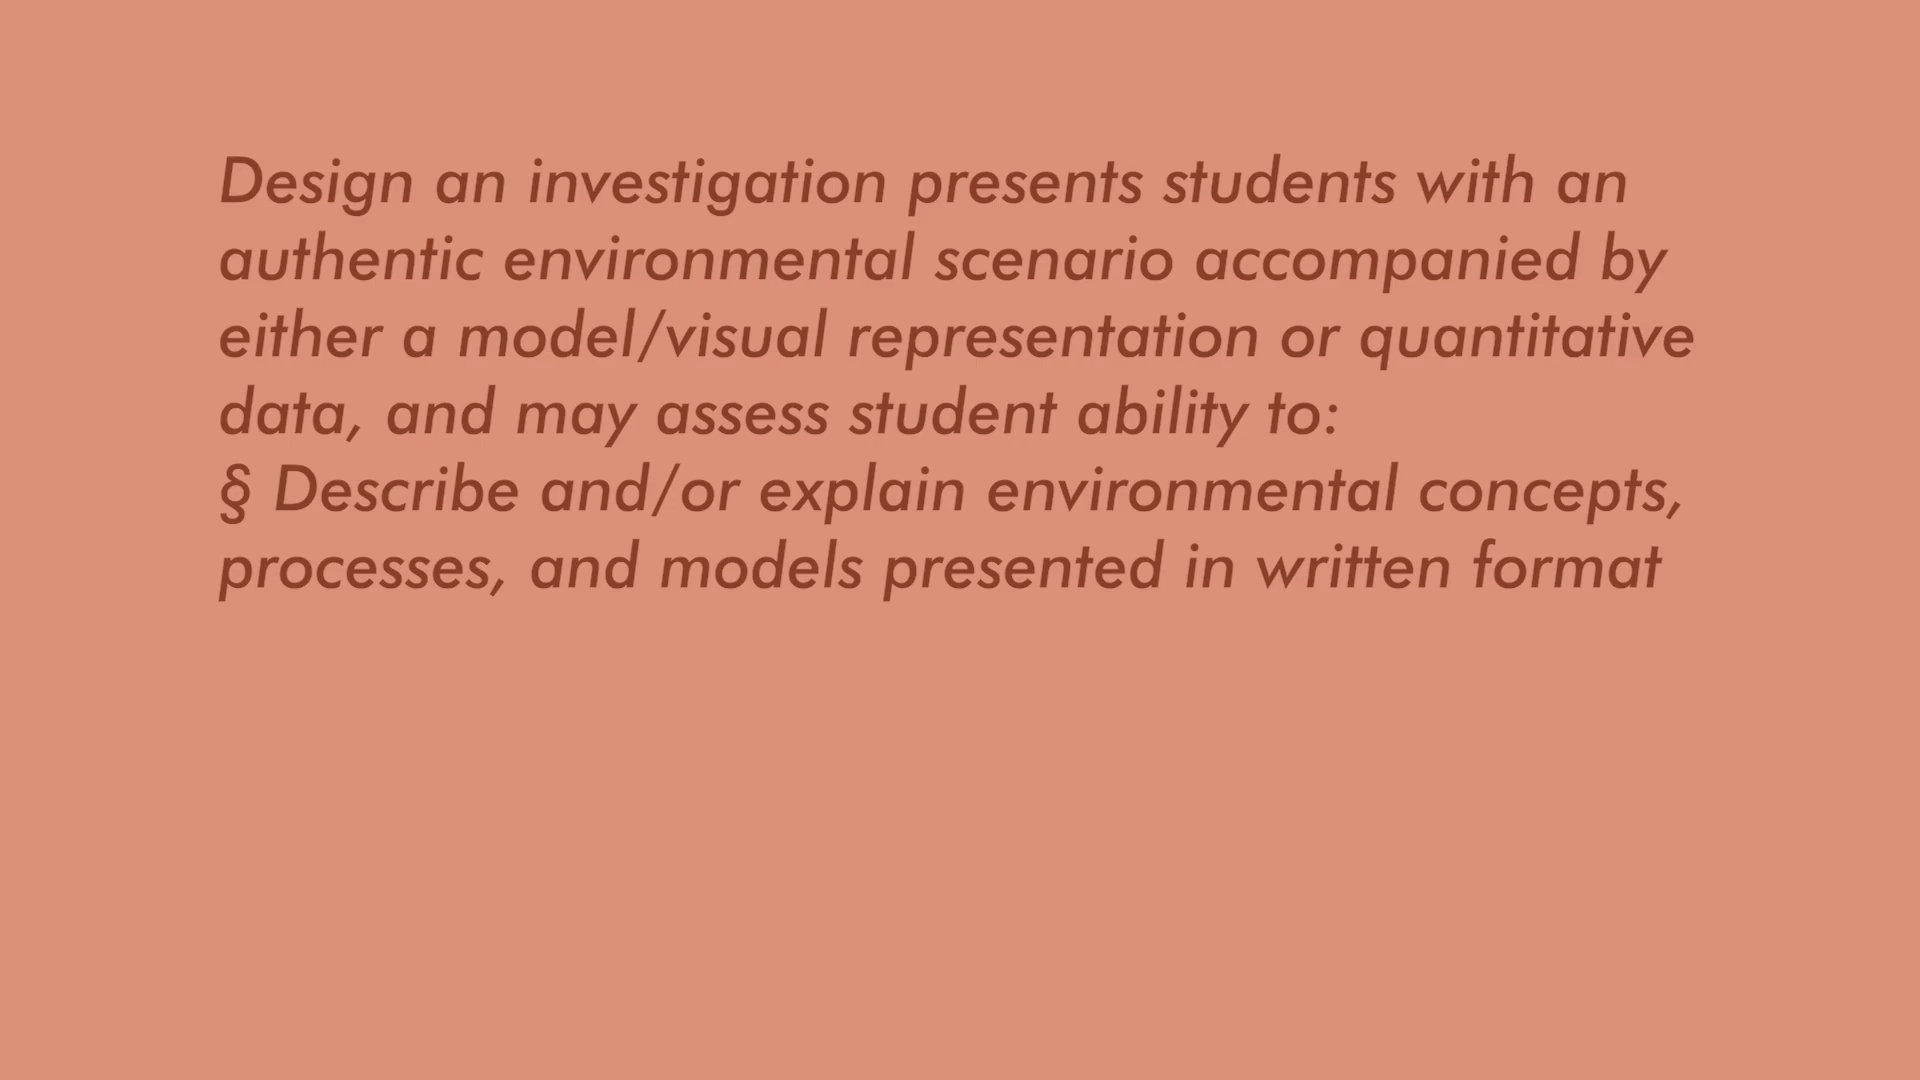 Design an investigation presents students with an
authentic environmental scenario accompanied by
either a model/visual representation or quantitative
data, and may assess student ability to:
§ Describe and/or explain environmental concepts,
processes, and models presented in written format